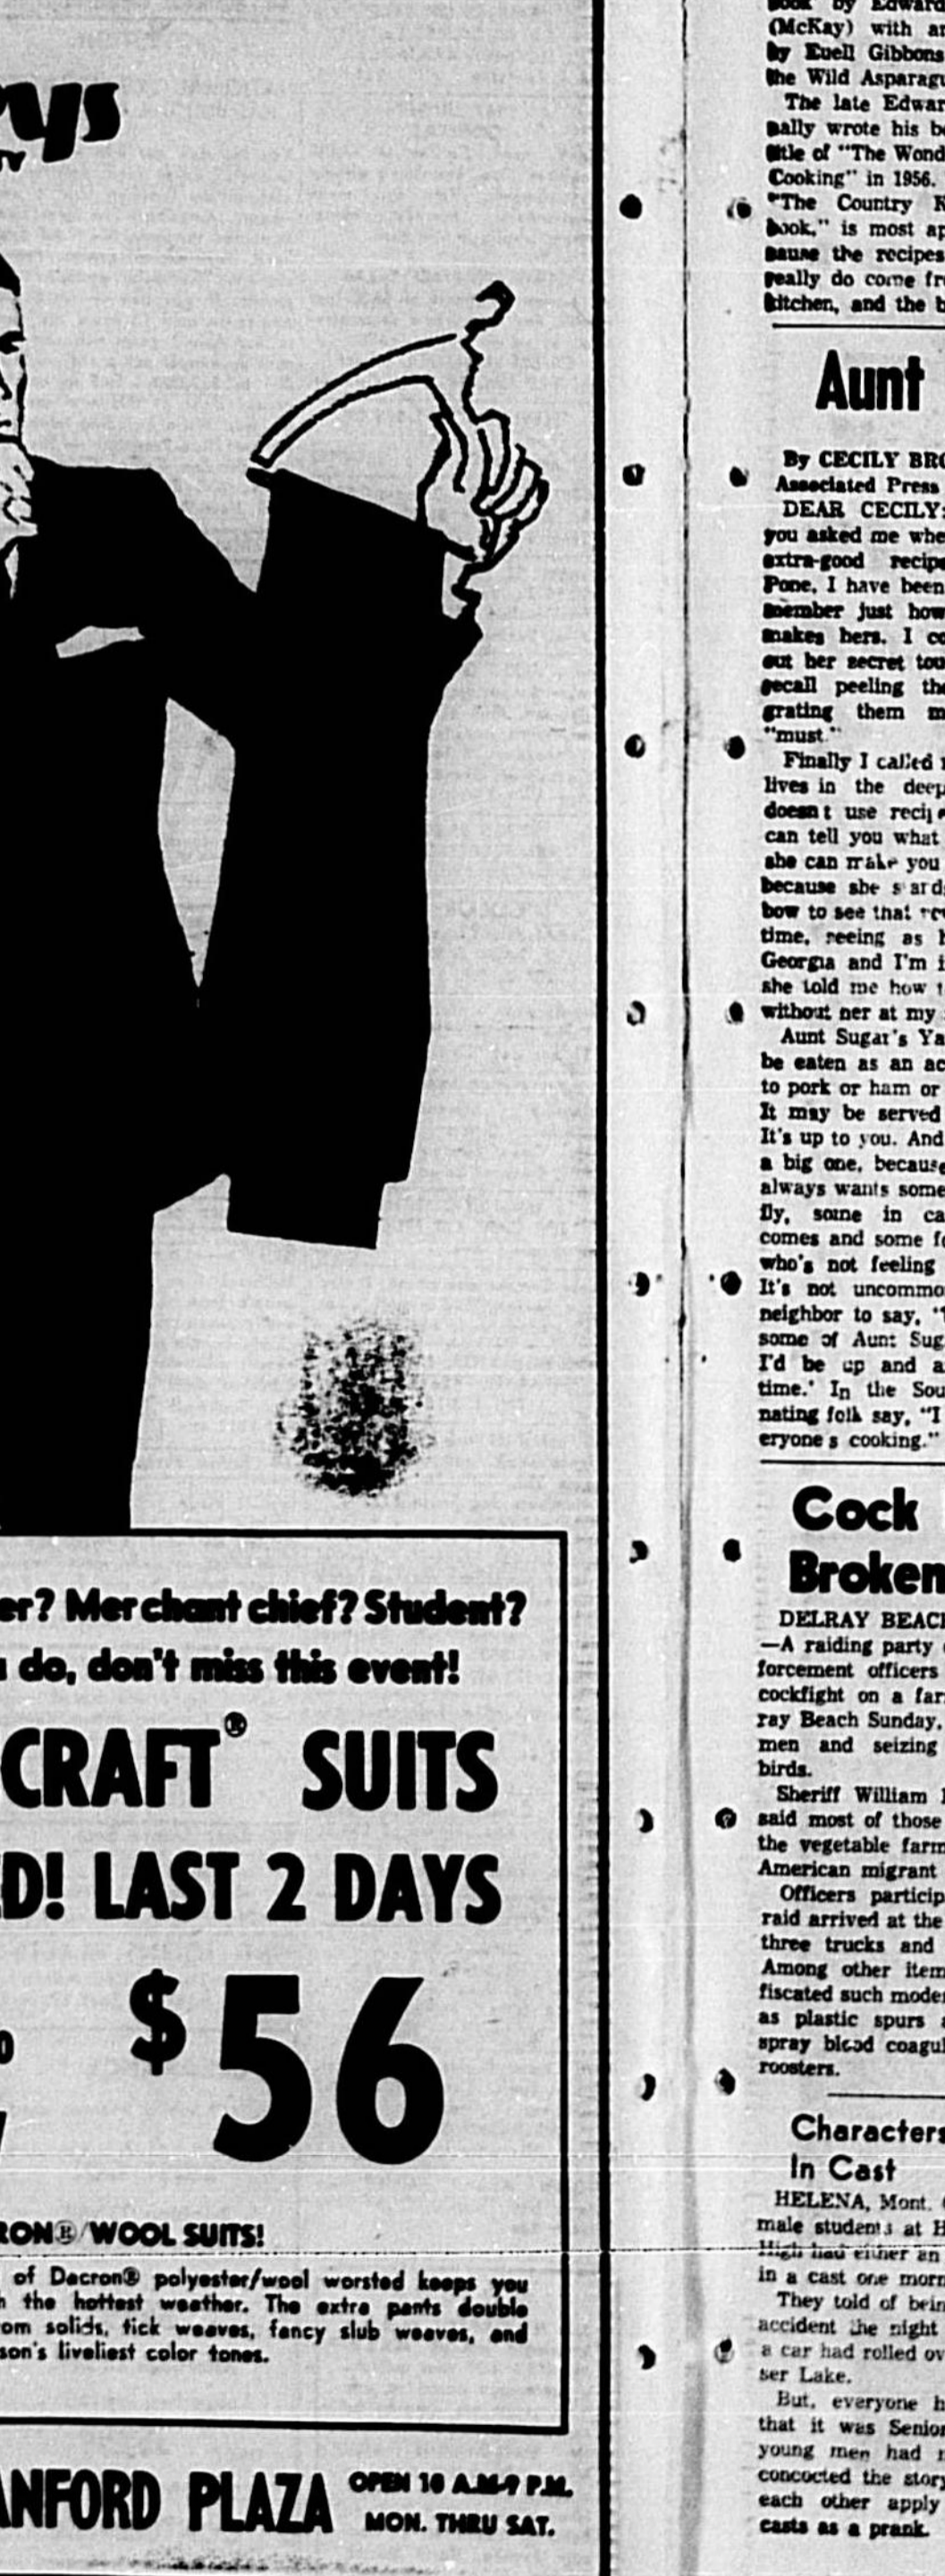 er? Merchant chief? Student?
do, don't miss this event!
CRAFT® SUITS
D! LAST 2 DAYS
$56
RON®/WOOL SUITS!
of Dacron® polyester/wool worsted keeps you
the hottest weather. The extra pants double
om solids, tick weaves, fancy slub weaves, and
son's liveliest color tones.
ANFORD PLAZA
OPEN 10 A.M-9 P.M.
MON. THRU SAT.
book by Edward
(McKay) with an
by Euell Gibbons
the Wild Asparagu
The late Edwar
nally wrote his b
title of "The Wond
Cooking" in 1956.
"The Country K
book," is most ap
cause the recipes
really do come fr
kitchen, and the b
Aunt
By CECILY BRO
Associated Press
DEAR CECILY:
you asked me whe
extra-good recipe
Pone, I have been
member just how
makes hers. I co
out her secret tou
recall peeling th
grating them m
"must."
Finally I called
lives in the deep
doesn't use recipe
can tell you what
she can make you
because she s ards
how to see that
time, seeing as
Georgia and I'm i
she told me how t
without her at my
Aunt Sugar's Ya
be eaten as an ac
to pork or ham or
It may be served
It's up to you. And
a big one, because
always wants some
fly, some in ca
comes and some f
who's not feeling
It's not uncommo
neighbor to say,
some of Aunt Sug
I'd be up and a
time.' In the Sou
nating folk say, "I
eryone's cooking."
Cock
Broken
DELRAY BEACH
—A raiding party
forcement officers
cockfight on a far
ray Beach Sunday,
men and seizing
birds.
Sheriff William
said most of those
the vegetable farm
American migrant
Officers particip
raid arrived at the
three trucks and
Among other item
fiscated such moder
as plastic spurs a
spray blood coagul
roosters.
Characters
In Cast
HELENA, Mont.
male students at H
High had either an
in a cast one morn
They told of bein
accident the night
a car had rolled ov
ser Lake.
But, everyone h
that it was Senior
young men had
concocted the story
each other apply
casts as a prank.